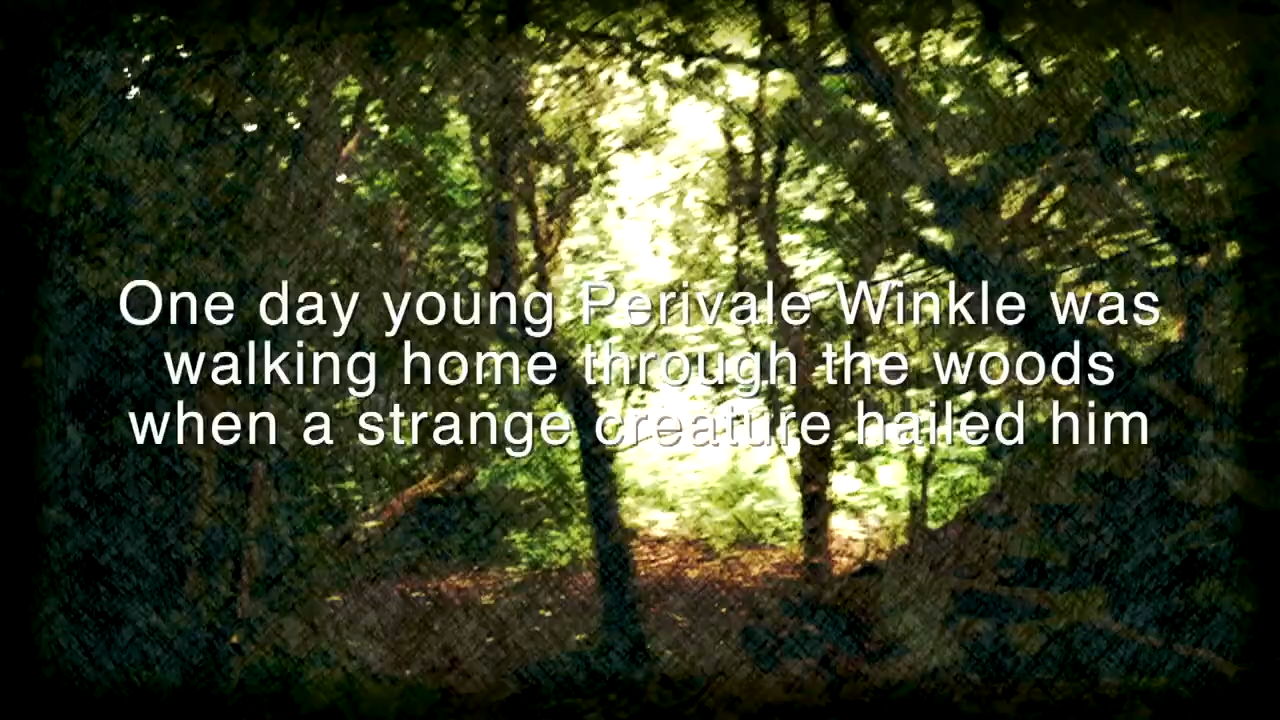 One day young Perivale Winkle was
walking home through the woods
when a strange creature hailed him